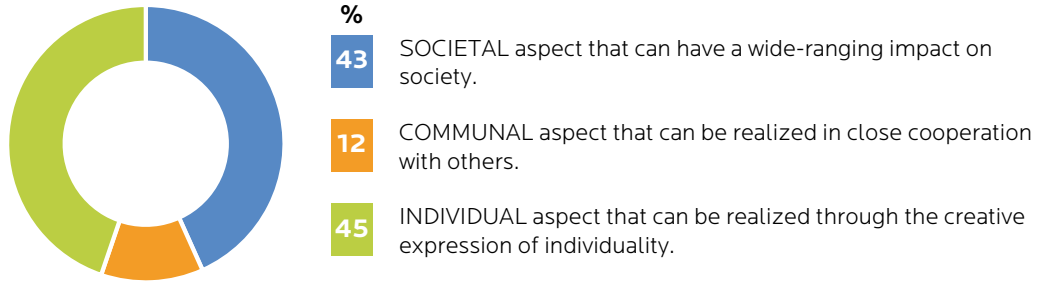 %
43
SOCIETAL aspect that can have a wide-ranging impact on
society.
12
COMMUNAL aspect that can be realized in close cooperation
with others.
45
INDIVIDUAL aspect that can be realized through the creative
expression of individuality.